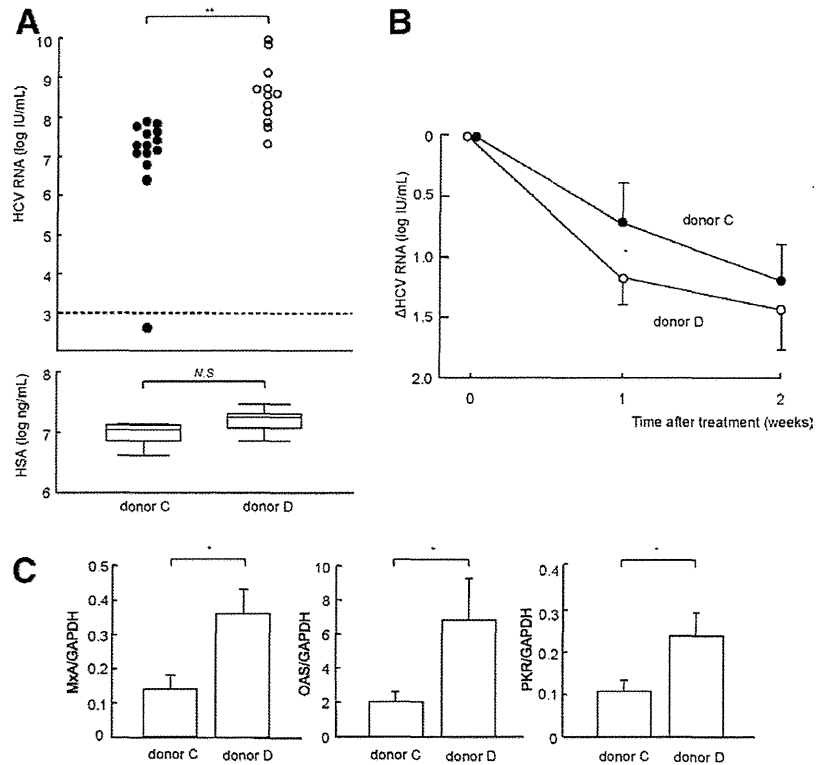 A
**
HCV RNA (log IU/mL)
10
9
8
7
6
5
4
3
HSA (log ng/mL)
8
7
6
N.S
donor C donor D
B
ΔHCV RNA (log IU/mL)
0
0.5
1.0
1.5
2.0
donor C
donor D
0 1 2
Time after treatment (weeks)
C
MxA/GAPDH
0.5
0.4
0.3
0.2
0.1
0
*
donor C donor D
OAS/GAPDH
10
8
6
4
2
0
*
donor C donor D
PKR/GAPDH
0.4
0.3
0.2
0.1
0
*
donor C donor D